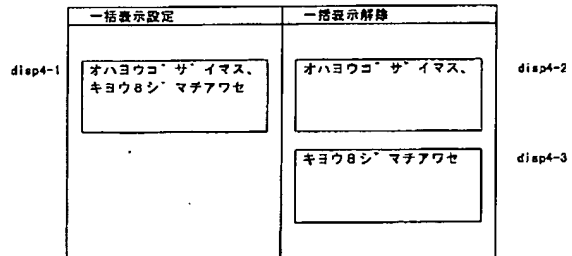 一括表示設定
一括表示解除
disp4-1
オハヨウゴザイマス、
キヨウ8ジマチアワセ
オハヨウゴザイマス、
disp4-2
キヨウ8ジマチアワセ
disp4-3